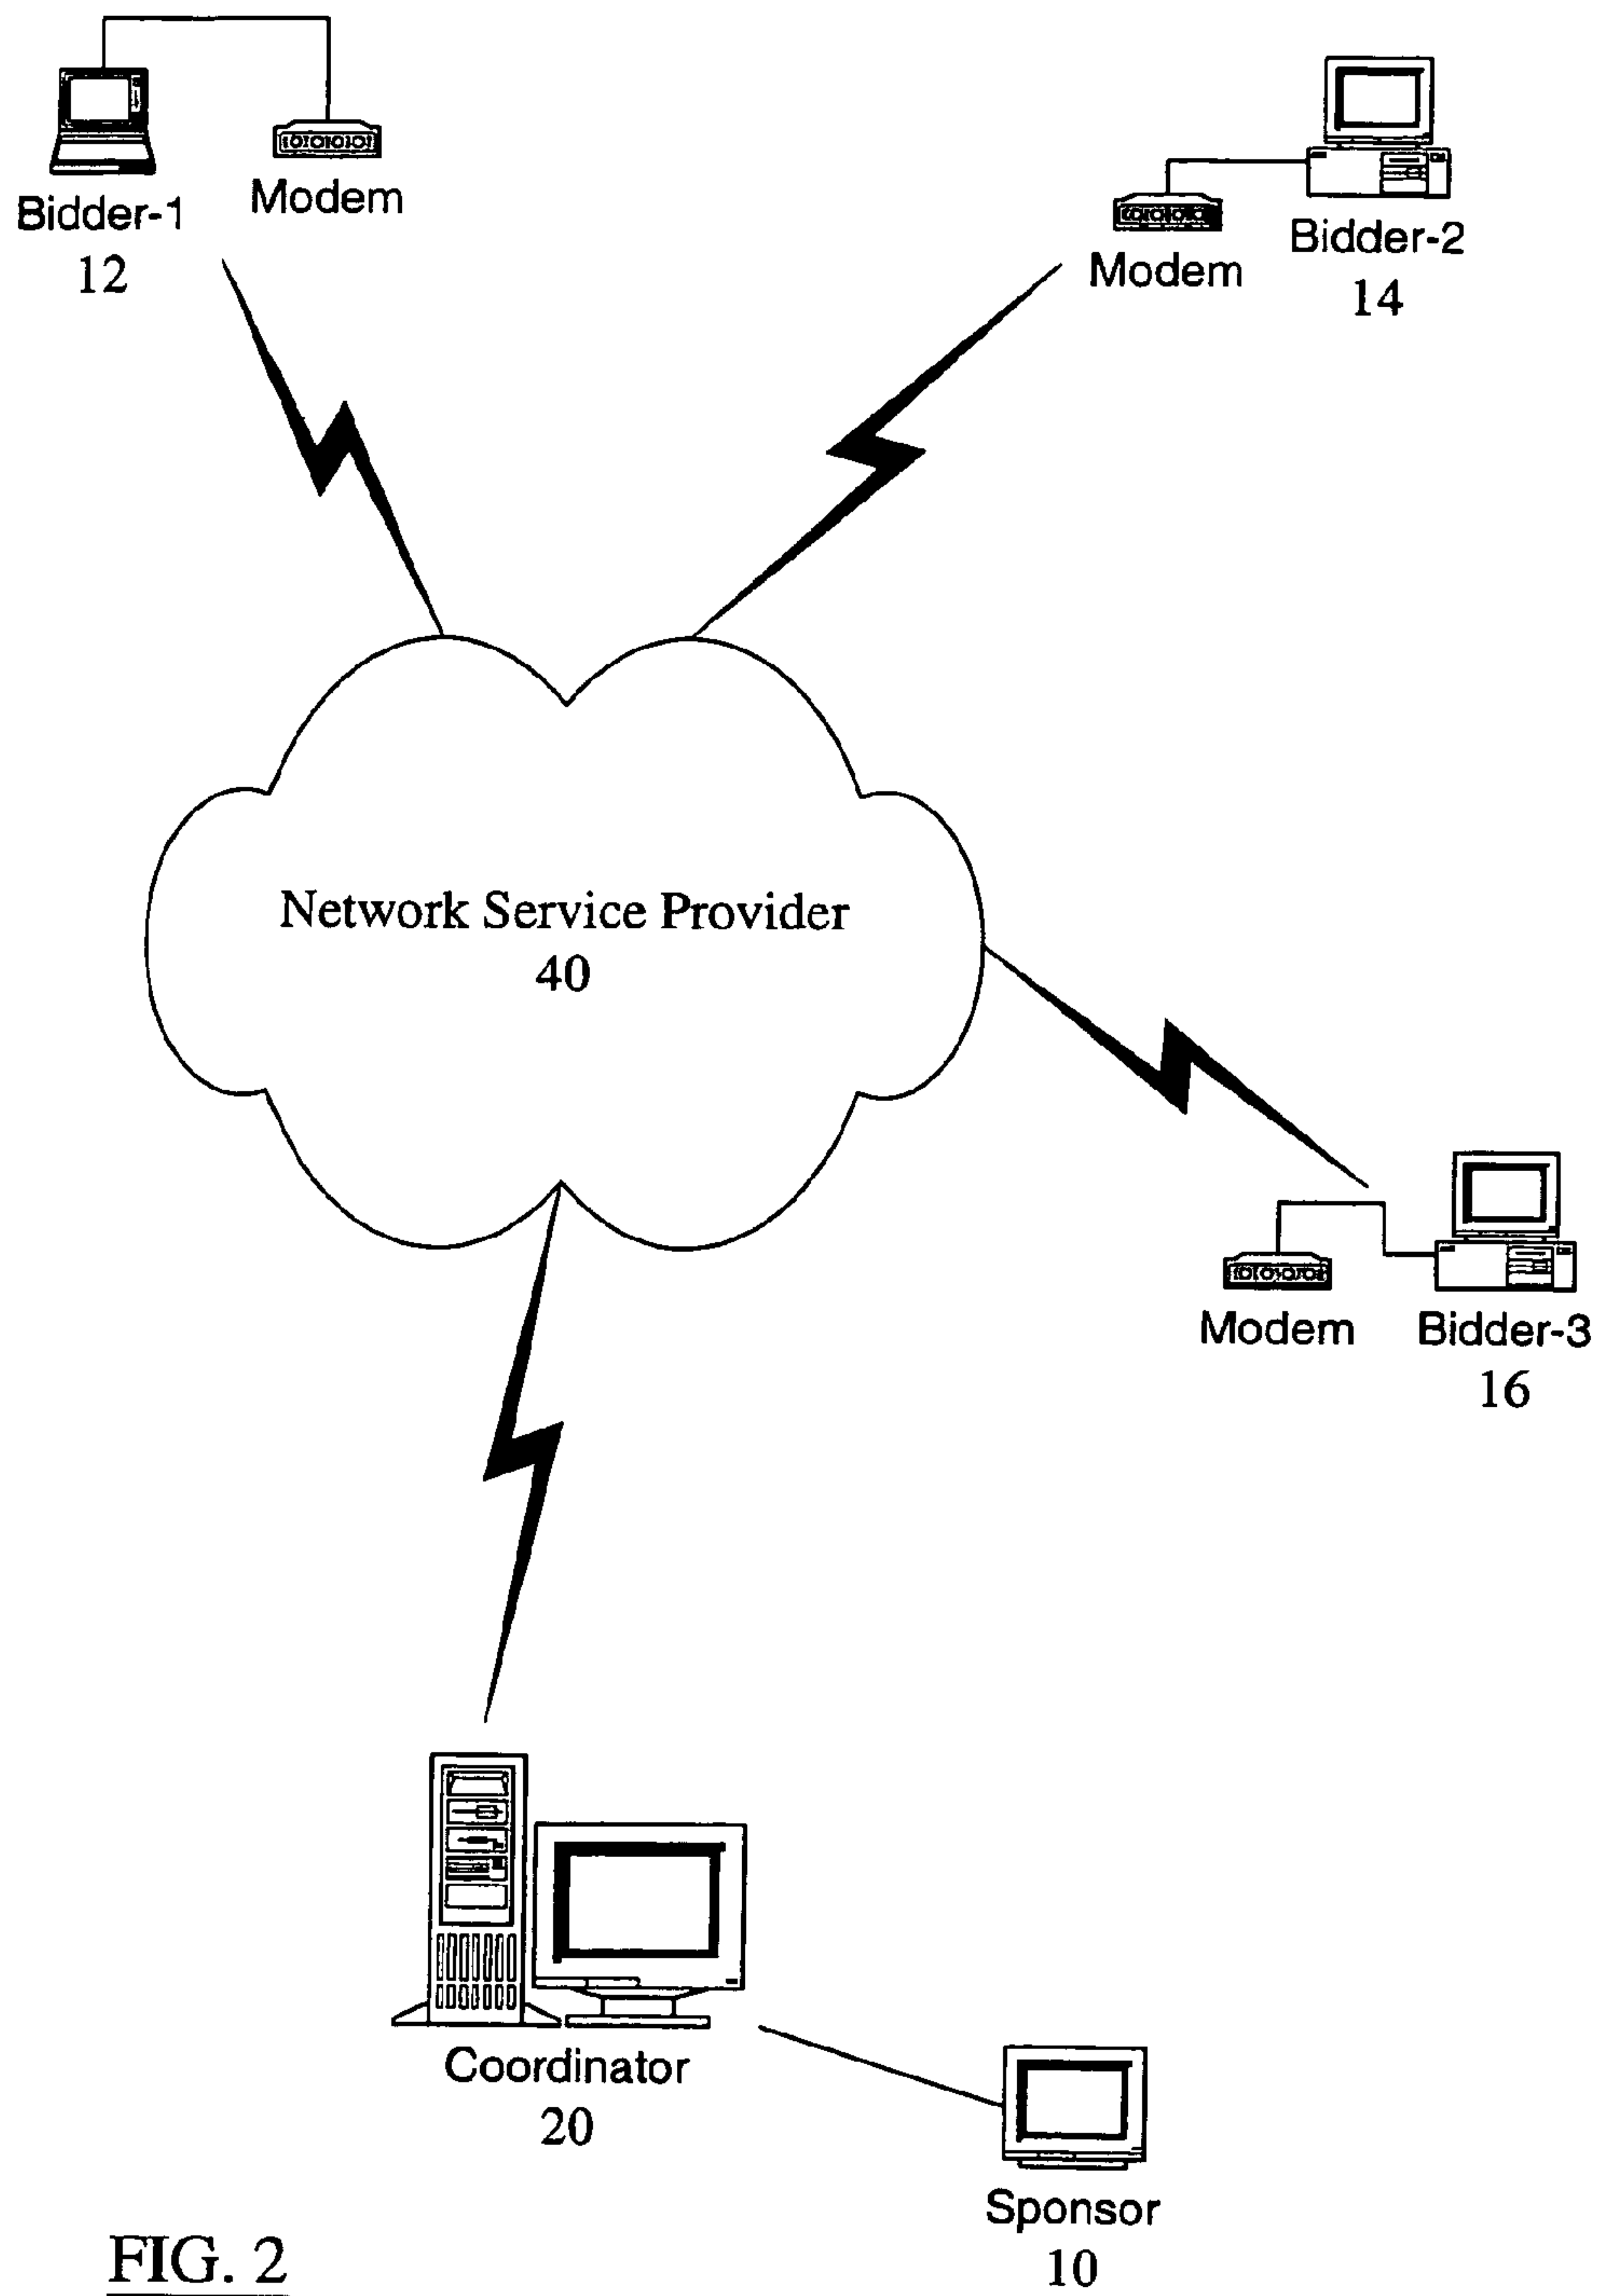 Bidder-1
12
Modem
Modem
Bidder-2
14
Network Service Provider
40
Modem
Bidder-3
16
Coordinator
20
Sponsor
10
FIG. 2